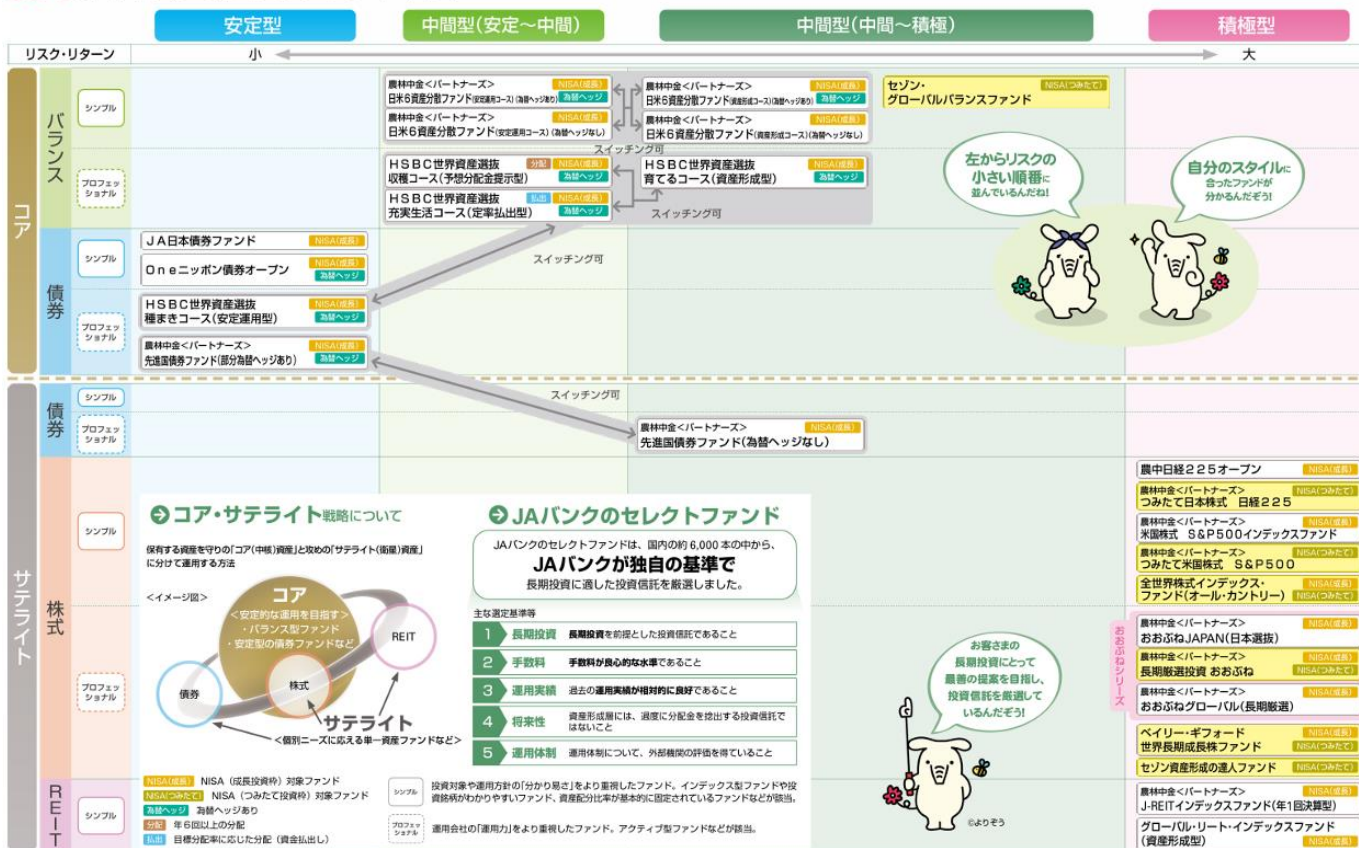 安定型
中間型(安定～中間)
中間型(中間～積極)
積極型
リスク・リターン
小
大
コア
バランス
シンプル
農林中金<パートナーズ>
NISA(成長)
日米6資産分散ファンド(安定運用コース)(為替ヘッジあり)
為替ヘッジ
農林中金<パートナーズ>
NISA(成長)
日米6資産分散ファンド(安定運用コース)(為替ヘッジなし)
農林中金<パートナーズ>
NISA(成長)
日米6資産分散ファンド(資産形成コース)(為替ヘッジあり)
為替ヘッジ
農林中金<パートナーズ>
NISA(成長)
日米6資産分散ファンド(資産形成コース)(為替ヘッジなし)
スイッチング可
セゾン・
NISA(つみたて)
グローバルバランスファンド
プロフェッ
ショナル
HSBC世界資産選抜
分配
NISA(成長)
収穫コース(予想分配金提示型)
為替ヘッジ
HSBC世界資産選抜
払出
NISA(成長)
充実生活コース(定率払出型)
為替ヘッジ
HSBC世界資産選抜
NISA(成長)
育てるコース(資産形成型)
為替ヘッジ
スイッチング可
左からリスクの
小さい順番に
並んでいるんだね!
自分のスタイルに
合ったファンドが
分かるんだぞう!
債券
シンプル
JA日本債券ファンド
NISA(成長)
Oneニッポン債券オープン
NISA(成長)
為替ヘッジ
スイッチング可
プロフェッ
ショナル
HSBC世界資産選抜
NISA(成長)
種まきコース(安定運用型)
為替ヘッジ
農林中金<パートナーズ>
NISA(成長)
先進国債券ファンド(部分為替ヘッジあり)
為替ヘッジ
サテライト
債券
シンプル
スイッチング可
プロフェッ
ショナル
農林中金<パートナーズ>
NISA(成長)
先進国債券ファンド(為替ヘッジなし)
株式
シンプル
農中日経225オープン
NISA(成長)
農林中金<パートナーズ>
NISA(つみたて)
つみたて日本株式 日経225
農林中金<パートナーズ>
NISA(成長)
米国株式 S&P500インデックスファンド
農林中金<パートナーズ>
NISA(成長)
つみたて米国株式 S&P500
NISA(つみたて)
全世界株式インデックス・
NISA(成長)
ファンド(オール・カントリー)
NISA(つみたて)
プロフェッ
ショナル
おおぶねシリーズ
農林中金<パートナーズ>
NISA(成長)
おおぶねJAPAN(日本選抜)
農林中金<パートナーズ>
NISA(成長)
長期厳選投資 おおぶね
NISA(つみたて)
農林中金<パートナーズ>
NISA(成長)
おおぶねグローバル(長期厳選)
ベイリー・ギフォード
NISA(成長)
世界長期成長株ファンド
NISA(つみたて)
セゾン資産形成の達人ファンド
NISA(つみたて)
REIT
シンプル
農林中金<パートナーズ>
NISA(成長)
J-REITインデックスファンド(年1回決算型)
グローバル・リート・インデックスファンド
(資産形成型)
NISA(成長)
コア・サテライト戦略について
保有する資産を守りの「コア(中核)資産」と攻めの「サテライト(衛星)資産」
に分けて運用する方法
<イメージ図>
コア
<安定的な運用を目指す>
・バランス型ファンド
・安定型の債券ファンドなど
REIT
債券
株式
サテライト
<個別ニーズに応える単一資産ファンドなど>
JAバンクのセレクトファンド
JAバンクのセレクトファンドは、国内の約6,000本の中から、
JAバンクが独自の基準で
長期投資に適した投資信託を厳選しました。
主な選定基準等
1 長期投資 長期投資を前提とした投資信託であること
2 手数料 手数料が良心的な水準であること
3 運用実績 過去の運用実績が相対的に良好であること
4 将来性 資産形成層には、過度に分配金を捻出する投資信託で
はないこと
5 運用体制 運用体制について、外部機関の評価を得ていること
お客さまの
長期投資にとって
最善の提案を目指し、
投資信託を厳選して
いるんだぞう!
©よりぞう
NISA(成長) NISA(成長投資枠)対象ファンド
NISA(つみたて) NISA(つみたて投資枠)対象ファンド
為替ヘッジ 為替ヘッジあり
分配 年6回以上の分配
払出 目標分配率に応じた分配(資金払出し)
シンプル
投資対象や運用方針の「分かり易さ」をより重視したファンド。インデックス型ファンドや投
資銘柄がわかりやすいファンド、資産配分比率が基本的に固定されているファンドなどが該当。
プロフェッ
ショナル
運用会社の「運用力」をより重視したファンド。アクティブ型ファンドなどが該当。